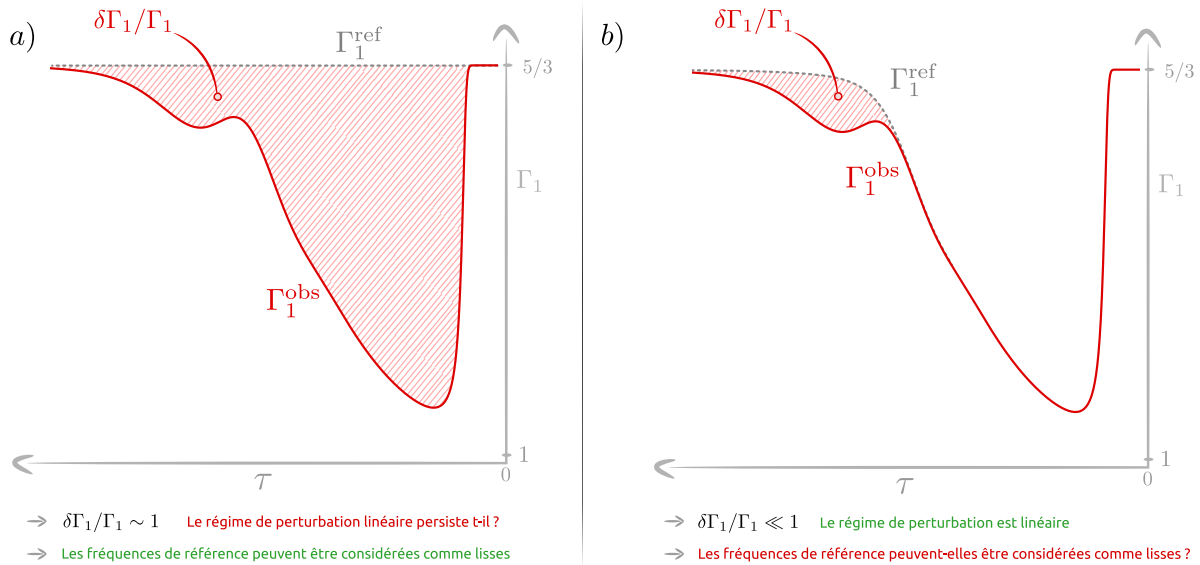 a)
δΓ₁/Γ₁
Γ₁ʳᵉᶠ
5/3
Γ₁
Γ₁ᵒᵇˢ
1
0
τ
δΓ₁/Γ₁ ∼ 1 Le régime de perturbation linéaire persiste t-il ?
Les fréquences de référence peuvent être considérées comme lisses
b)
δΓ₁/Γ₁
Γ₁ʳᵉᶠ
5/3
Γ₁ᵒᵇˢ
Γ₁
1
0
τ
δΓ₁/Γ₁ ≪ 1 Le régime de perturbation est linéaire
Les fréquences de référence peuvent-elles être considérées comme lisses ?